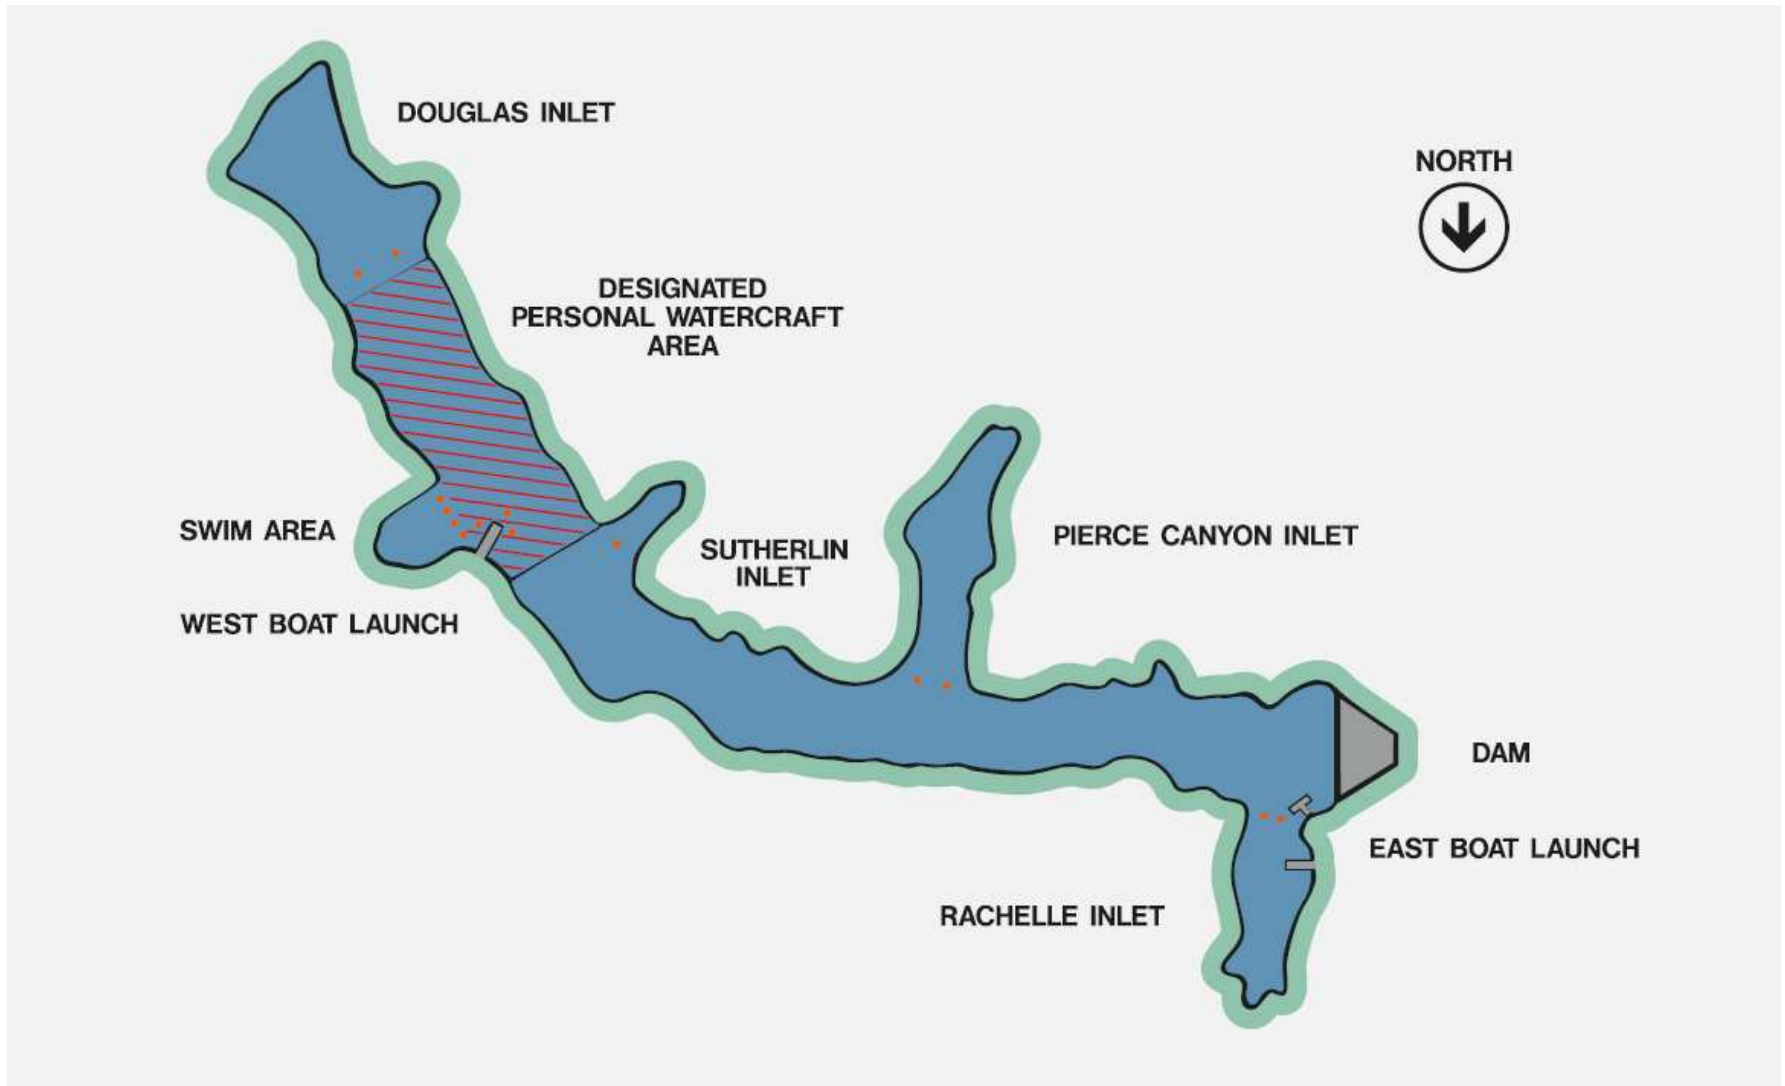 DOUGLAS INLET
NORTH
DESIGNATED
PERSONAL WATERCRAFT
AREA
SWIM AREA
SUTHERLIN
INLET
PIERCE CANYON INLET
WEST BOAT LAUNCH
DAM
EAST BOAT LAUNCH
RACHELLE INLET